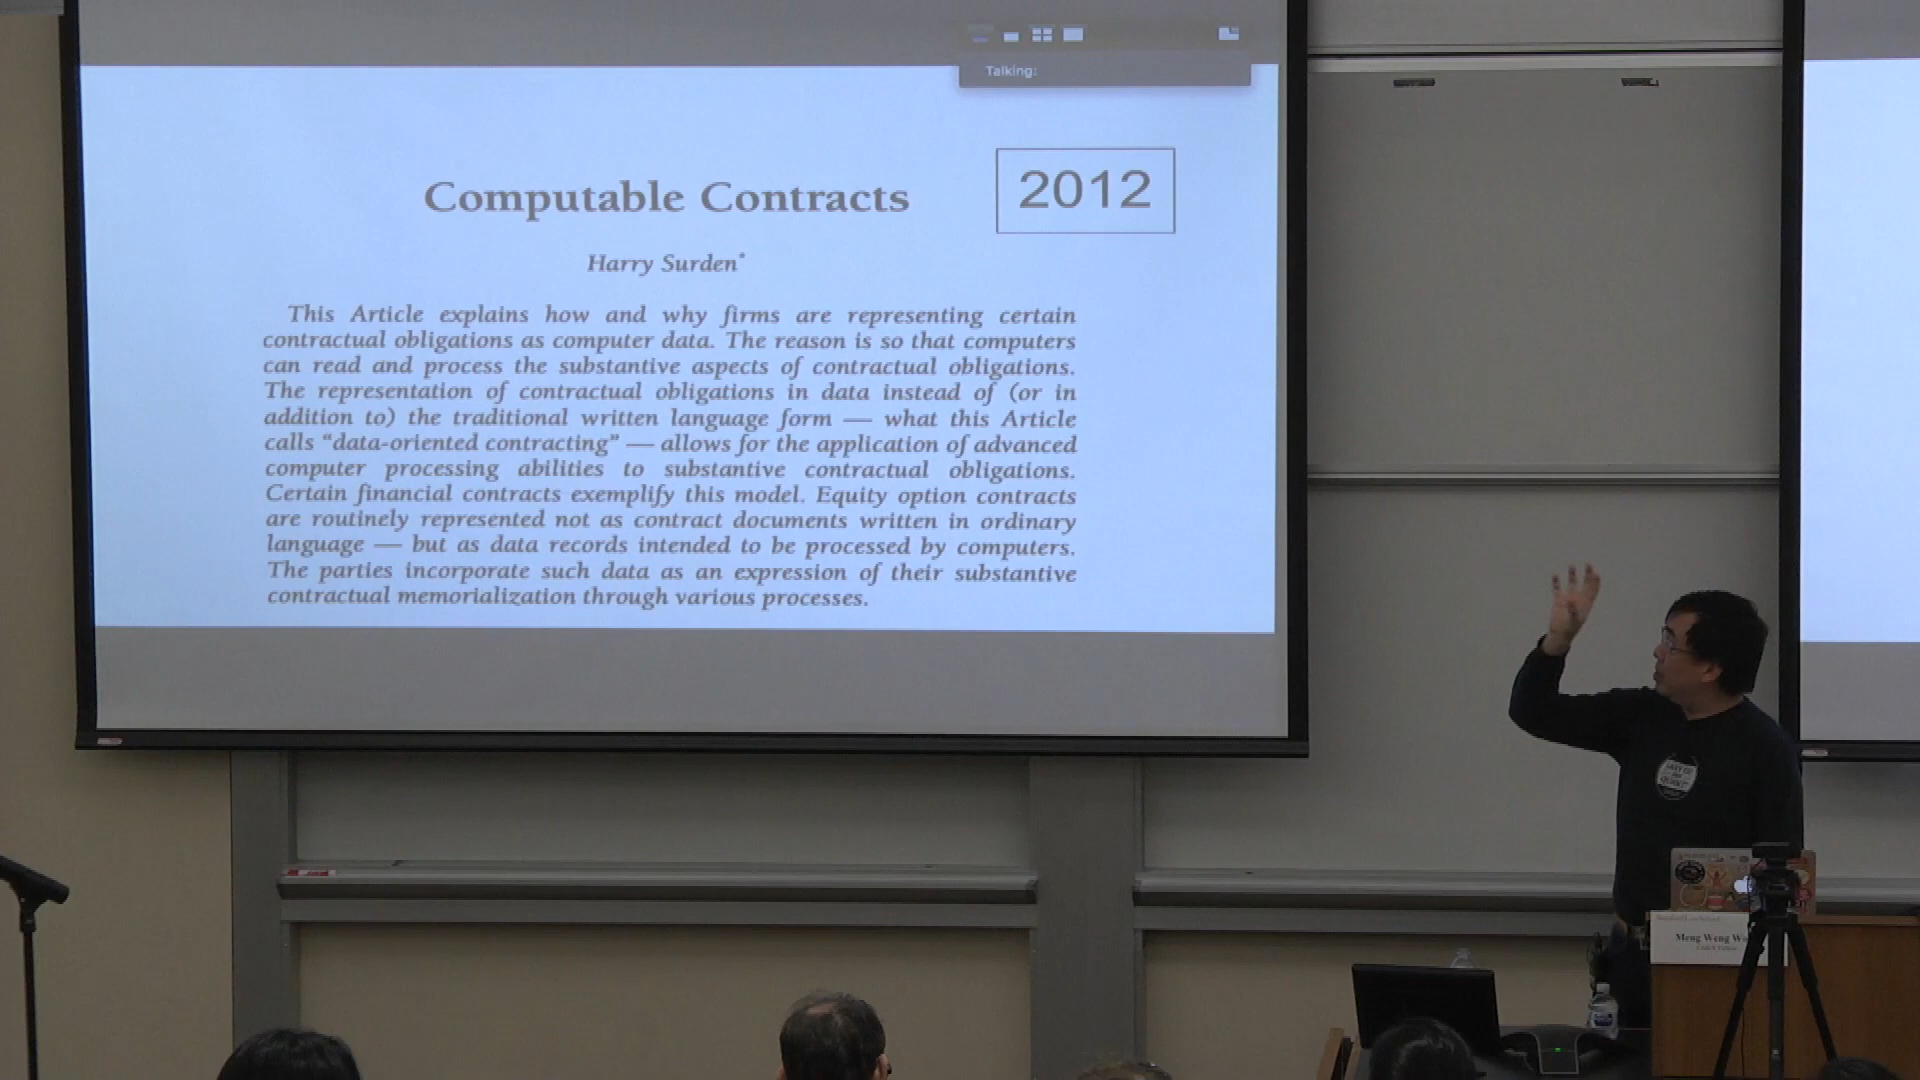 Talking:
Computable Contracts
2012
Harry Surden*
This Article explains how and why firms are representing certain
contractual obligations as computer data. The reason is so that computers
can read and process the substantive aspects of contractual obligations.
The representation of contractual obligations in data instead of (or in
addition to) the traditional written language form — what this Article
calls “data-oriented contracting” — allows for the application of advanced
computer processing abilities to substantive contractual obligations.
Certain financial contracts exemplify this model. Equity option contracts
are routinely represented not as contract documents written in ordinary
language — but as data records intended to be processed by computers.
The parties incorporate such data as an expression of their substantive
contractual memorialization through various processes.
Meng Weng